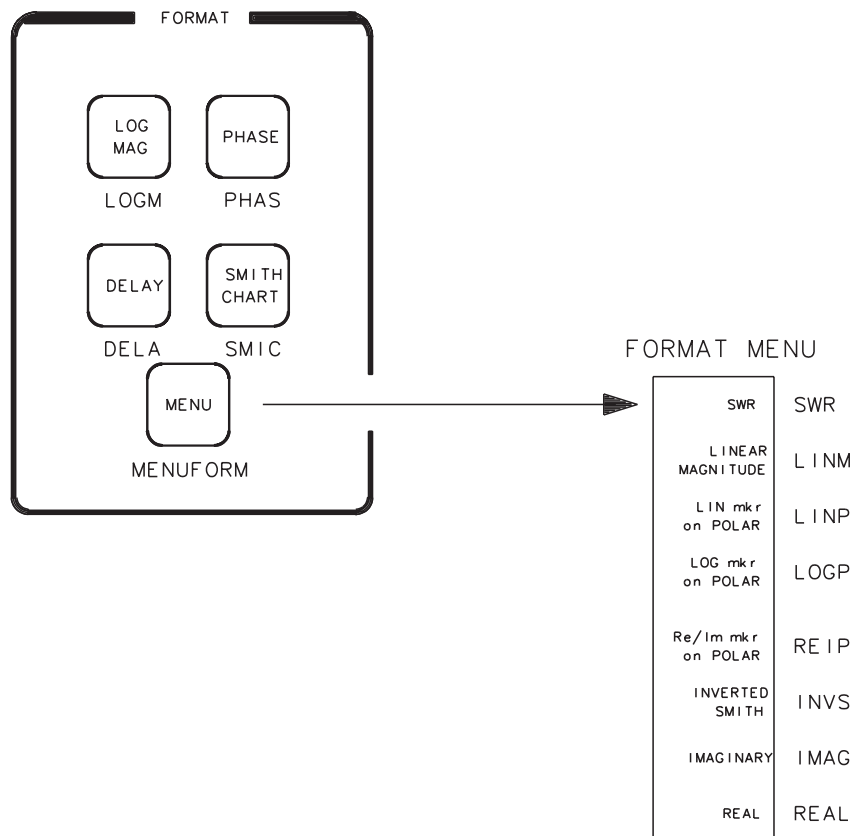 FORMAT
LOG
MAG
PHASE
LOGM
PHAS
DELAY
SMITH
CHART
DELA
SMIC
MENU
MENUFORM
FORMAT MENU
SWR
SWR
LINEAR
MAGNITUDE
LINM
LIN mkr
on POLAR
LINP
LOG mkr
on POLAR
LOGP
Re/Im mkr
on POLAR
REIP
INVERTED
SMITH
INVS
IMAGINARY
IMAG
REAL
REAL